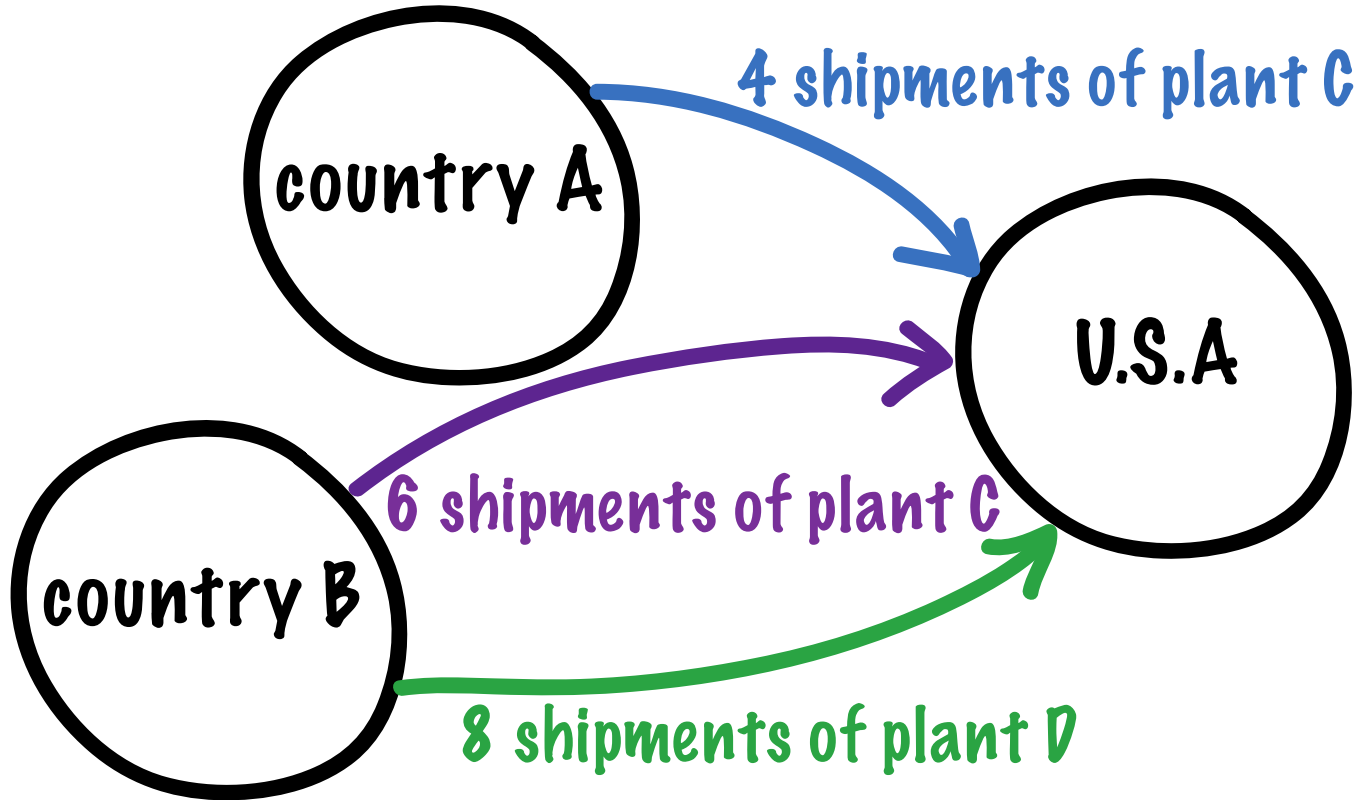 4 shipments of plant C
country A
U.S.A
6 shipments of plant C
country B
8 shipments of plant D